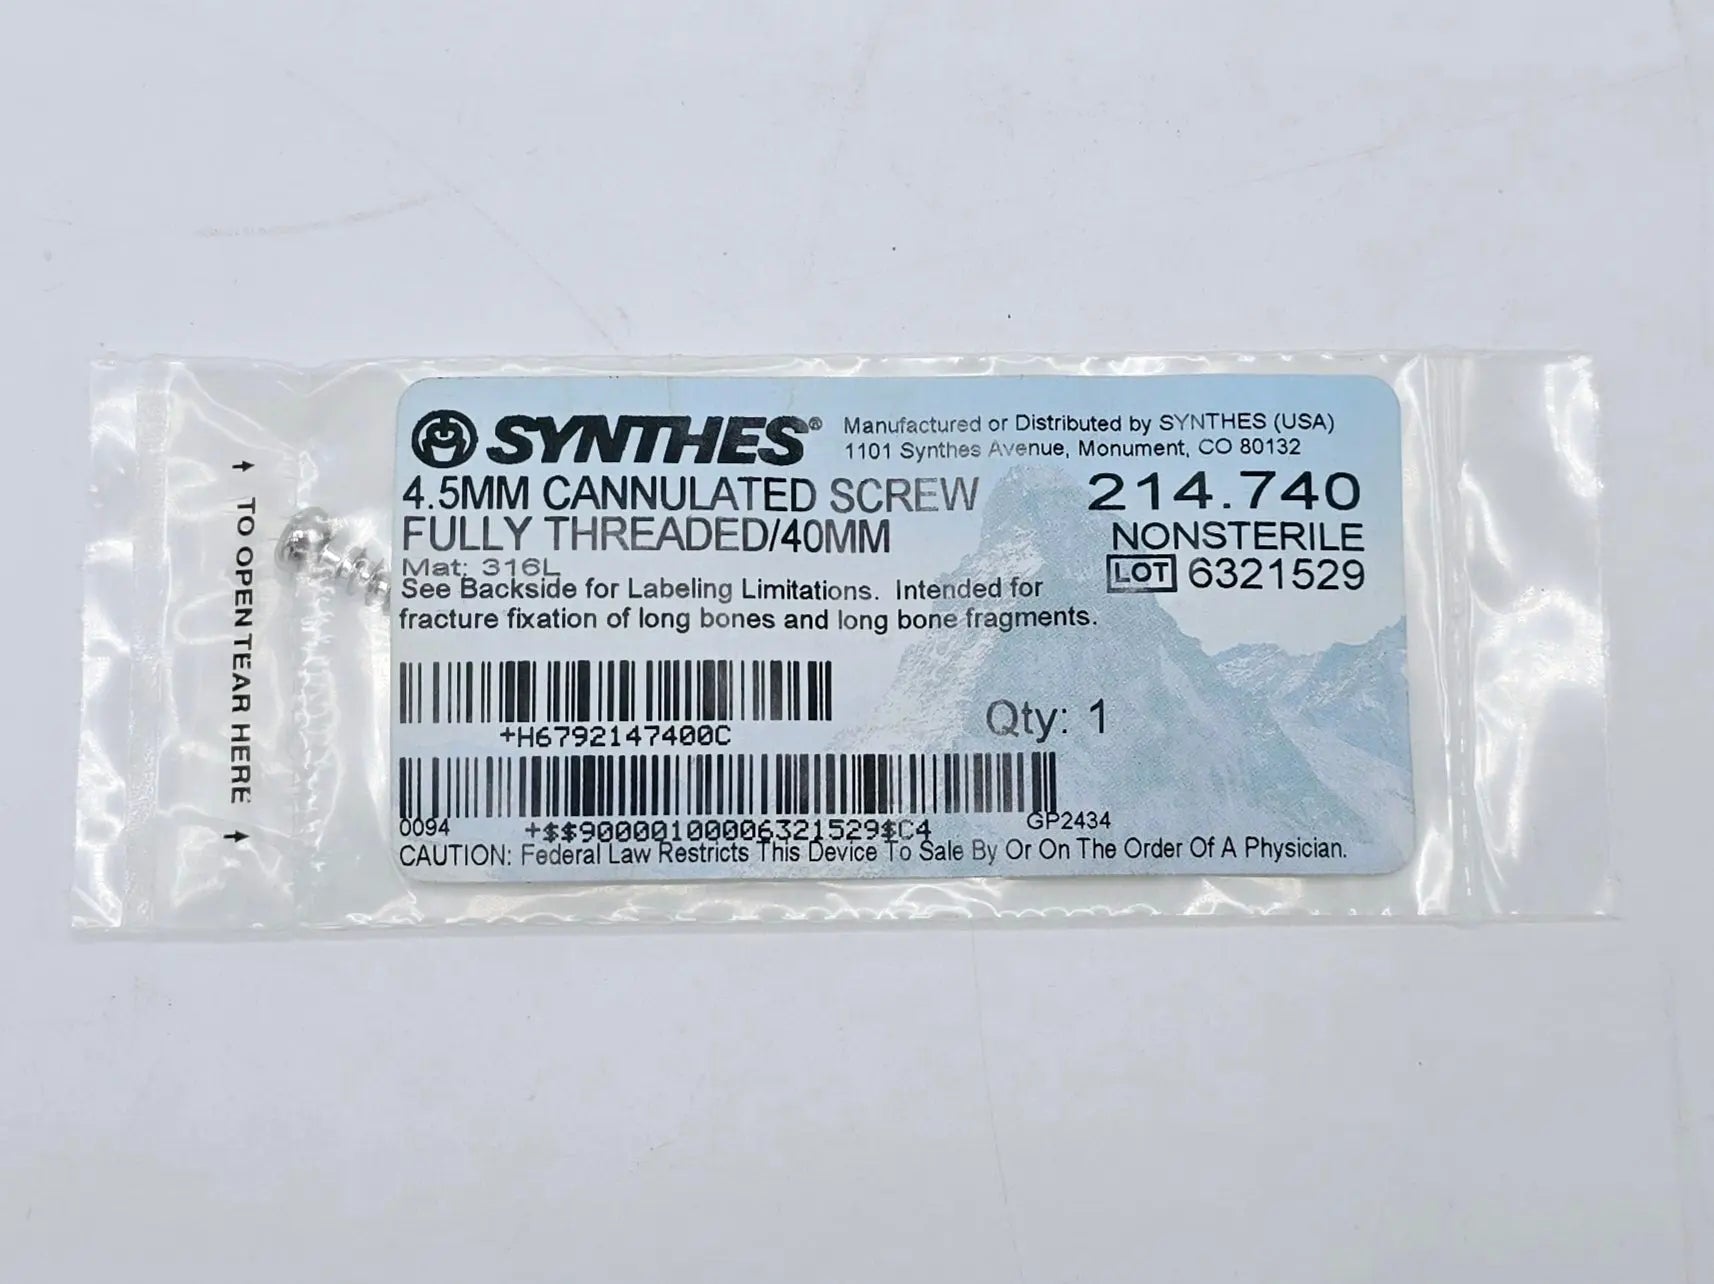 SYNTHES®
Manufactured or Distributed by SYNTHES (USA)
1101 Synthes Avenue, Monument, CO 80132
4.5MM CANNULATED SCREW
FULLY THREADED/40MM
214.740
NONSTERILE
LOT 6321529
Mat: 316L
See Backside for Labeling Limitations. Intended for
fracture fixation of long bones and long bone fragments.
+H6792147400C
Qty: 1
0094
+$$90000100006321529$C4
GP2434
CAUTION: Federal Law Restricts This Device To Sale By Or On The Order Of A Physician.
TO OPEN TEAR HERE